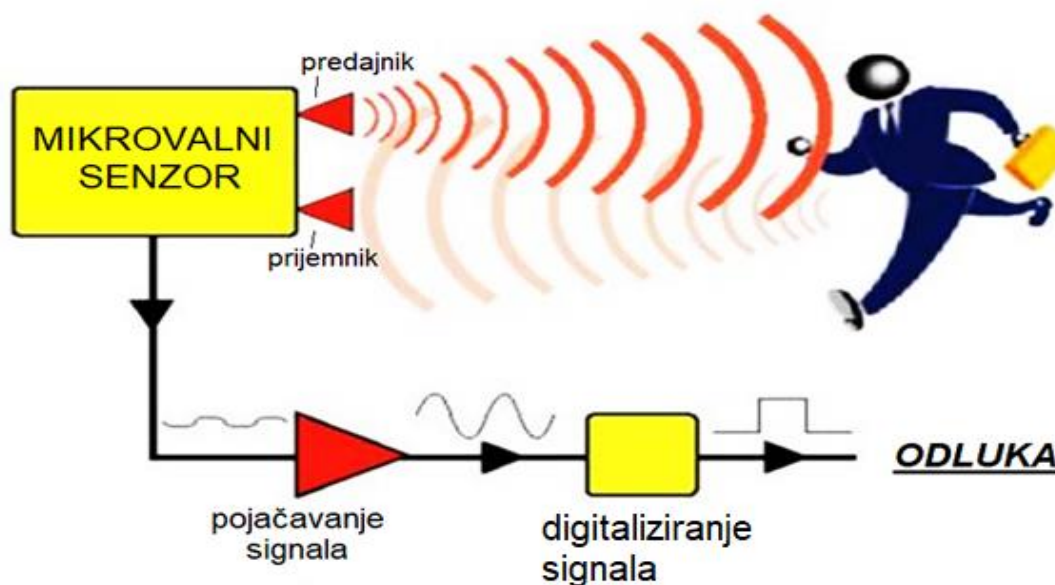 predajnik
MIKROVALNI
SENZOR
prijemnik
pojačavanje
signala
digitaliziranje
signala
ODLUKA